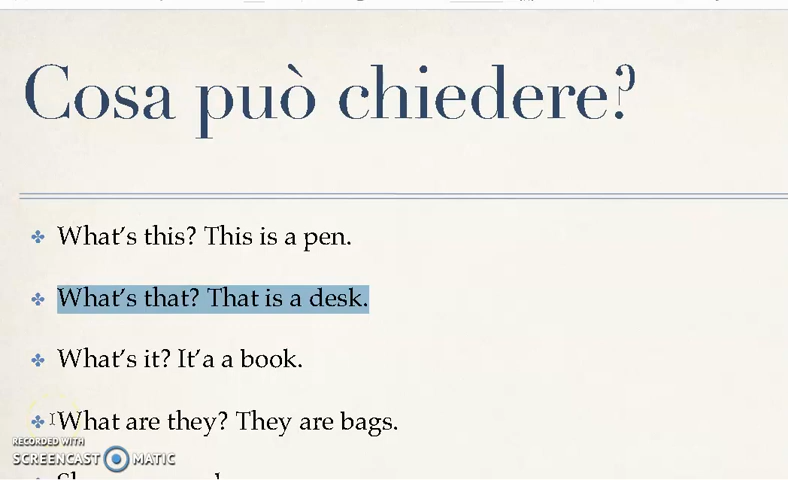 Cosa può chiedere?
What's this? This is a pen.
What's that? That is a desk.
What's it? It'a a book.
What are they? They are bags.
RECORDED WITH
SCREENCAST MATIC